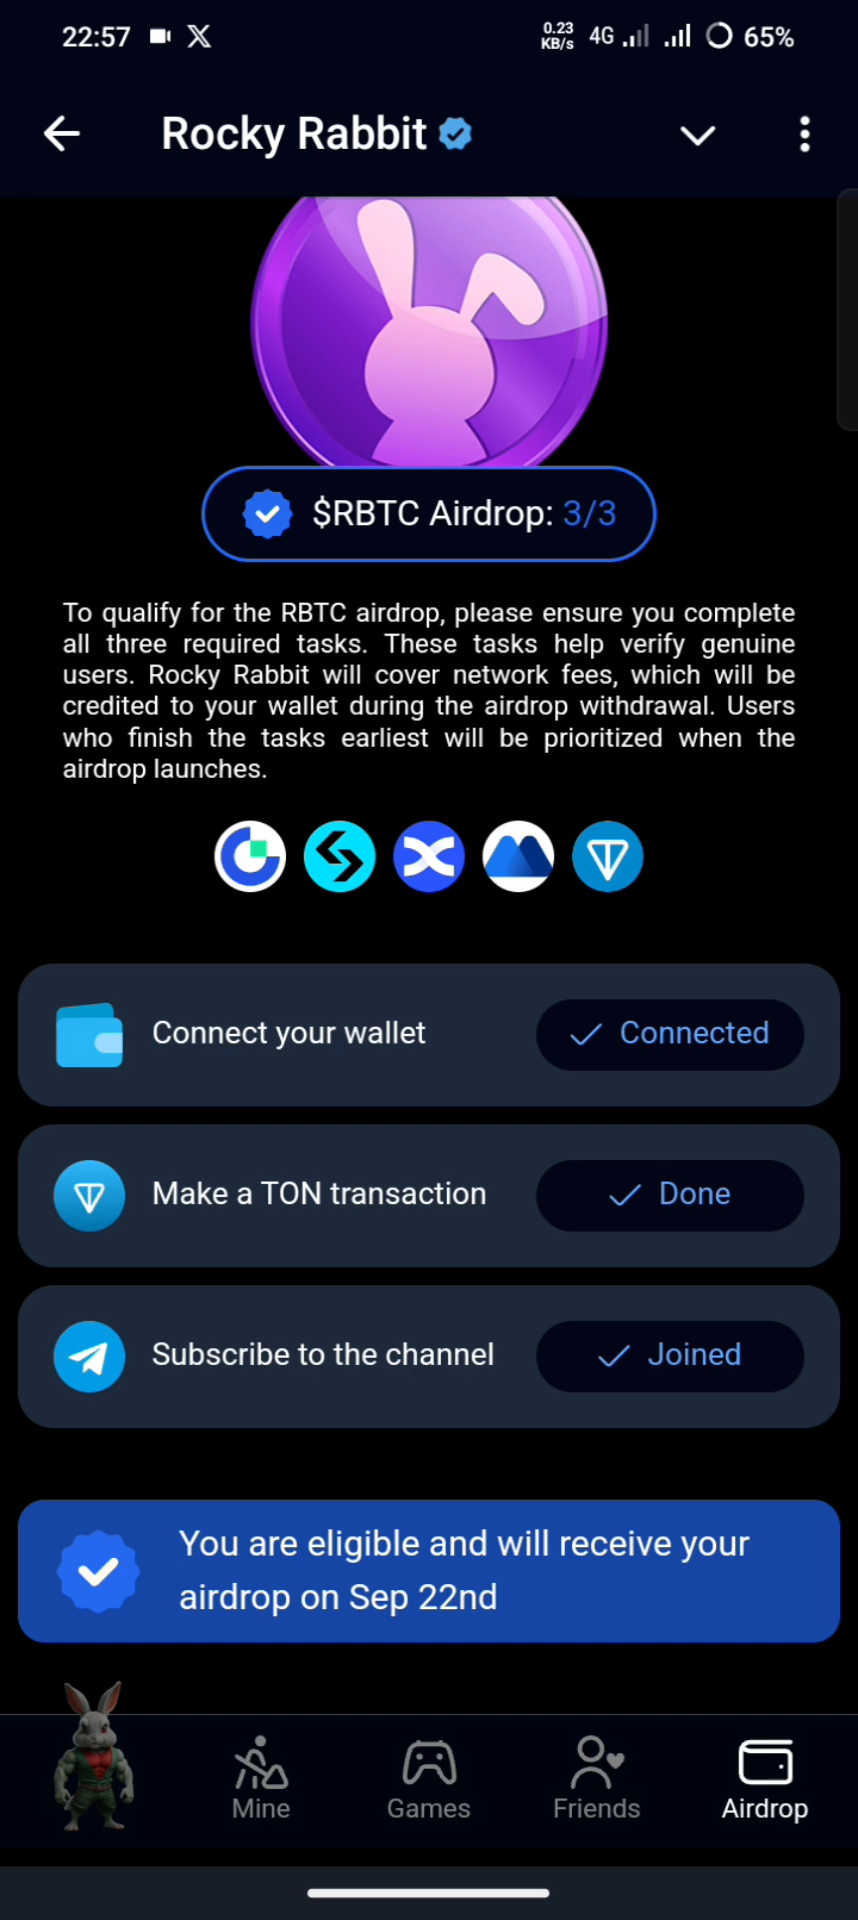 22:57
0.23
KB/s
4G
65%
Rocky Rabbit
$RBTC Airdrop: 3/3
To qualify for the RBTC airdrop, please ensure you complete
all three required tasks. These tasks help verify genuine
users. Rocky Rabbit will cover network fees, which will be
credited to your wallet during the airdrop withdrawal. Users
who finish the tasks earliest will be prioritized when the
airdrop launches.
Connect your wallet
Connected
Make a TON transaction
Done
Subscribe to the channel
Joined
You are eligible and will receive your
airdrop on Sep 22nd
Mine
Games
Friends
Airdrop